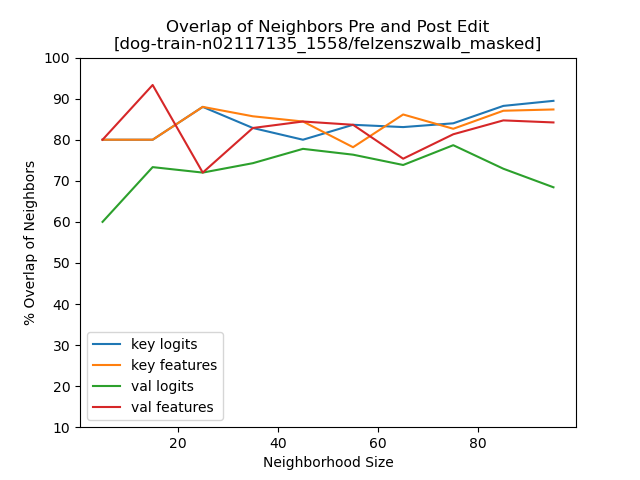 Overlap of Neighbors Pre and Post Edit
[dog-train-n02117135_1558/felzenszwalb_masked]
100
90
80
70
60
50
40
30
20
10
% Overlap of Neighbors
key logits
key features
val logits
val features
20 40 60 80
Neighborhood Size